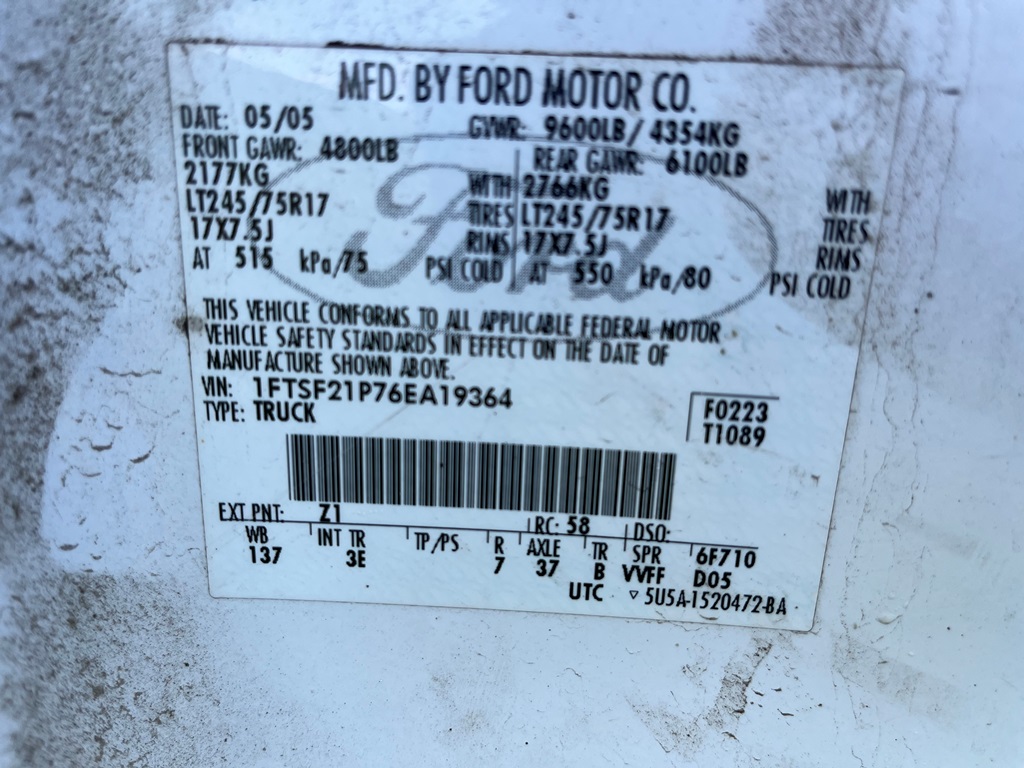 MFD. BY FORD MOTOR CO.
DATE: 05/05 GVWR: 9600LB/ 4354KG
FRONT GAWR: 4800LB REAR GAWR: 6100LB
2177KG WITH 2766KG WITH
LT245/75R17 TIRES LT245/75R17 TIRES
17X7.5J RIMS 17X7.5J RIMS
AT 515 kPa/75 PSI COLD AT 550 kPa/80 PSI COLD
Ford
THIS VEHICLE CONFORMS TO ALL APPLICABLE FEDERAL MOTOR
VEHICLE SAFETY STANDARDS IN EFFECT ON THE DATE OF
MANUFACTURE SHOWN ABOVE.
VIN: 1FTSF21P76EA19364
TYPE: TRUCK
F0223
T1089
EXT PNT: Z1 RC: 58 DSO:
WB INT TR TP/PS R AXLE TR SPR 6F710
137 3E 7 37 B VVFF D05
UTC ▿ 5U5A-1520472-BA